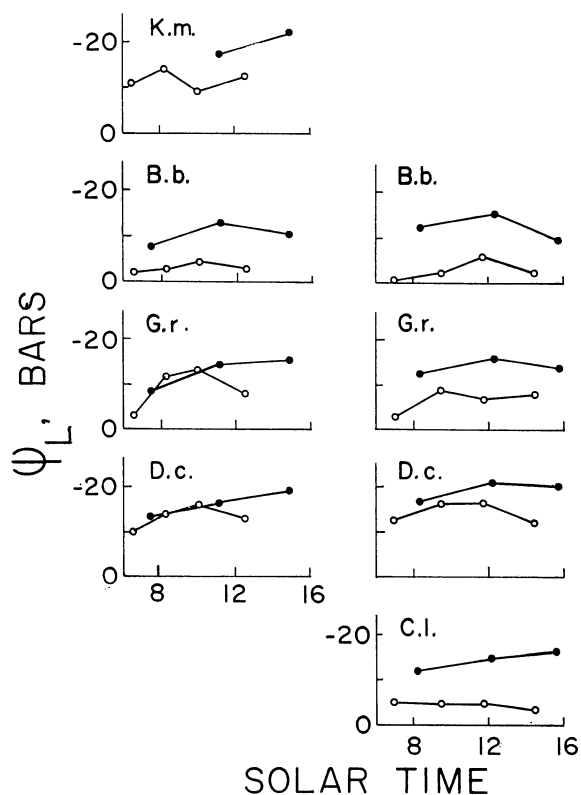 K.m.
-20
0
B.b.
-20
0
B.b.
G.r.
-20
0
G.r.
D.c.
-20
0
8 12 16
D.c.
C.l.
-20
0
8 12 16
ψL, BARS
SOLAR TIME